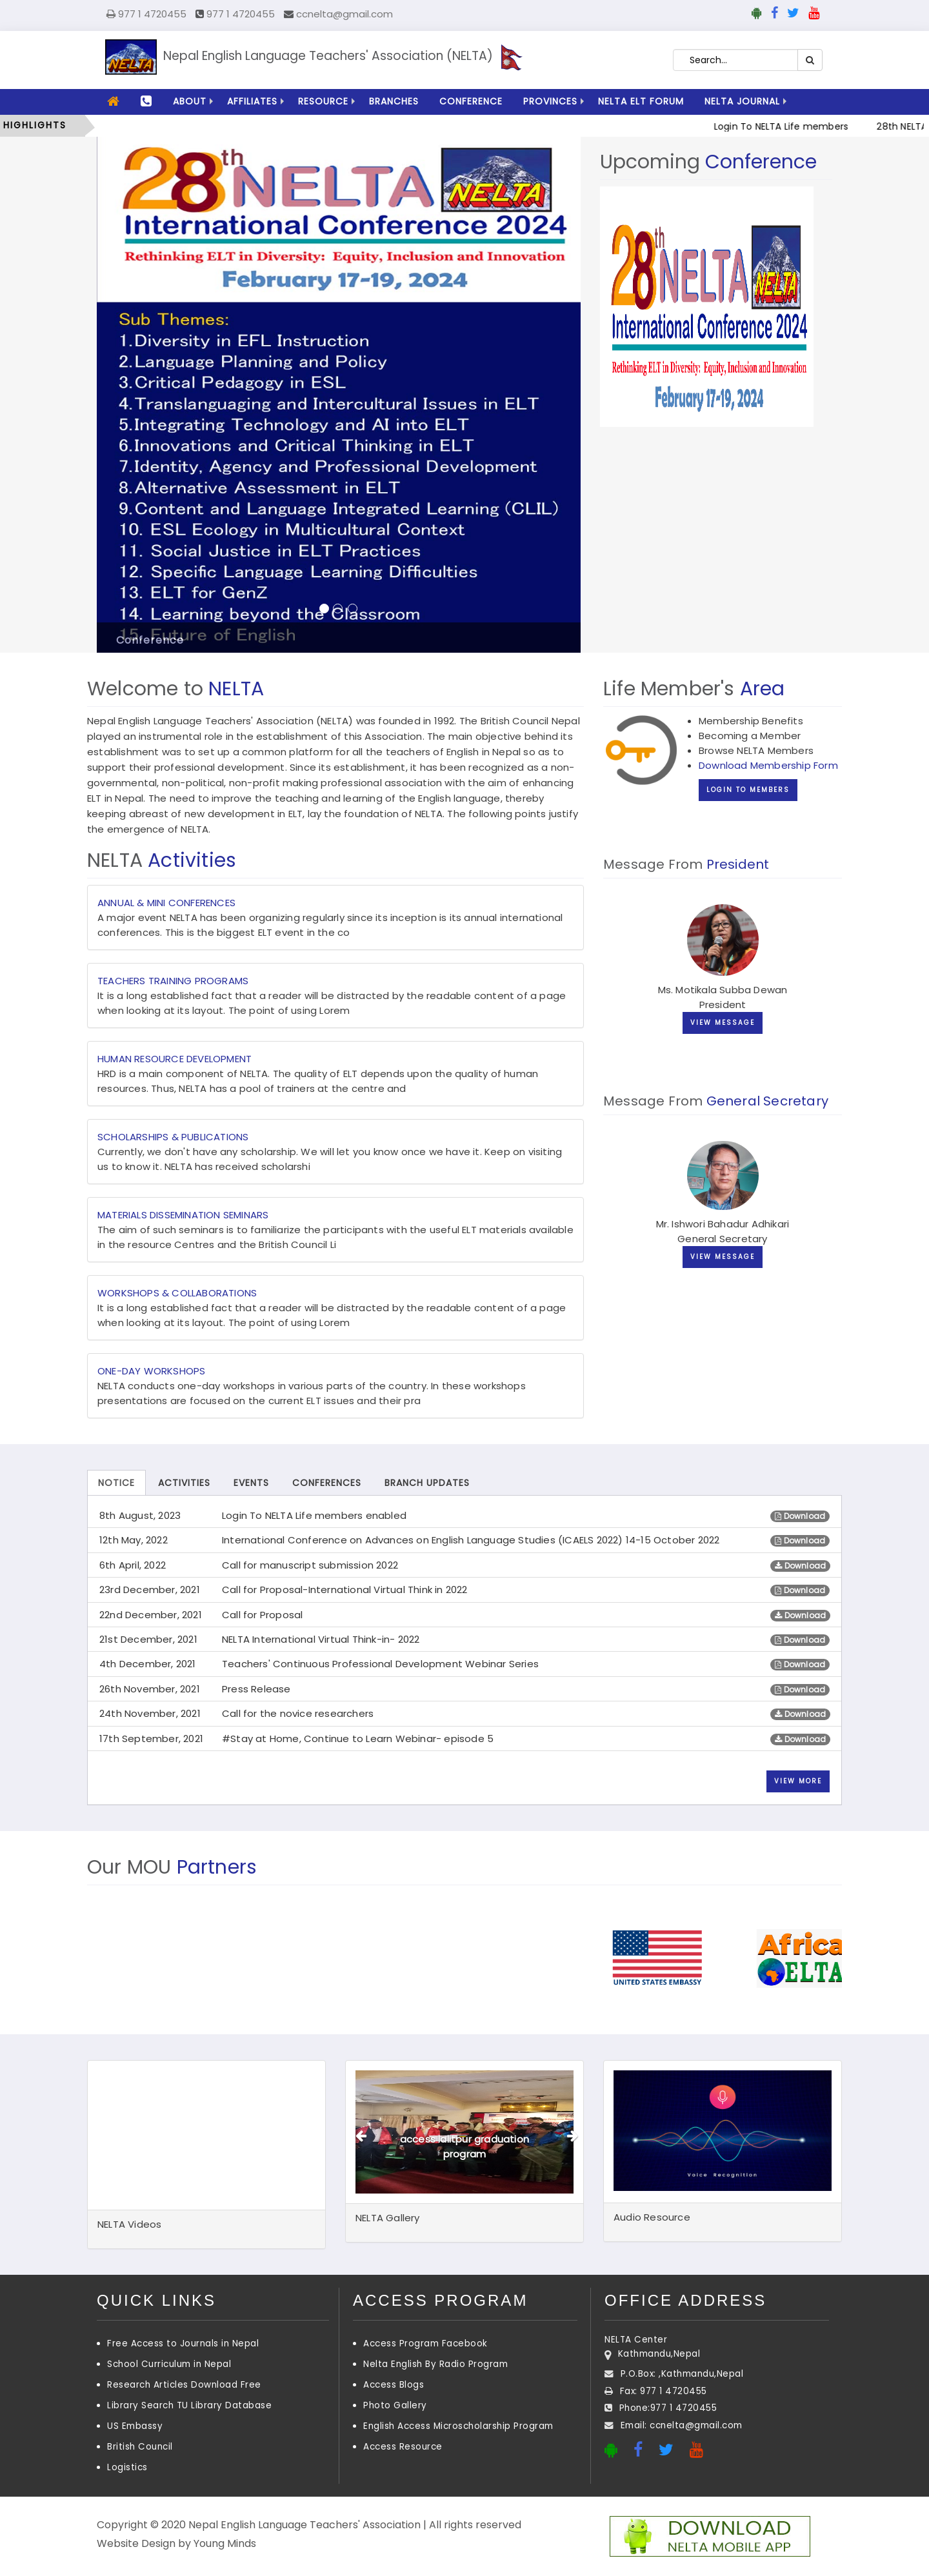 977 1 4720455 977 1 4720455 ccnelta@gmail.com
NELTA
Nepal English Language Teachers' Association (NELTA)
Search...
ABOUT AFFILIATES RESOURCE BRANCHES CONFERENCE PROVINCES NELTA ELT FORUM NELTA JOURNAL
HIGHLIGHTS
Login To NELTA Life members 28th NELTA
28 NELTA
NELTA
International Conference 2024
Rethinking ELT in Diversity: Equity, Inclusion and Innovation
February 17-19, 2024
Sub Themes:
1.Diversity in EFL Instruction
2.Language Planning and Policy
3.Critical Pedagogy in ESL
4.Translanguaging and Intercultural Issues in ELT
5.Integrating Technology and AI into ELT
6.Equity and Inclusion in ELT
7.Identity, Agency and Professional Development
8.Alternative Assessment in ELT
9.Content and Language Integrated Learning (CLIL)
10. ESL Ecology in Multicultural Context
11. Social Justice in ELT Practices
12. Specific Language Learning Difficulties
13. ELT for GenZ
14. Learning beyond the Classroom
15. Future of English
Conference
Upcoming Conference
28 NELTA
NELTA
International Conference 2024
Rethinking ELT in Diversity: Equity, Inclusion and Innovation
February 17-19, 2024
Welcome to NELTA
Nepal English Language Teachers' Association (NELTA) was founded in 1992. The British Council Nepal
played an instrumental role in the establishment of this Association. The main objective behind its
establishment was to set up a common platform for all the teachers of English in Nepal so as to
support their professional development. Since its establishment, it has been recognized as a non-
governmental, non-political, non-profit making professional association with the aim of enhancing
ELT in Nepal. The need to improve the teaching and learning of the English language, thereby
keeping abreast of new development in ELT, lay the foundation of NELTA. The following points justify
the emergence of NELTA.
NELTA Activities
ANNUAL & MINI CONFERENCES
A major event NELTA has been organizing regularly since its inception is its annual international
conferences. This is the biggest ELT event in the co
TEACHERS TRAINING PROGRAMS
It is a long established fact that a reader will be distracted by the readable content of a page
when looking at its layout. The point of using Lorem
HUMAN RESOURCE DEVELOPMENT
HRD is a main component of NELTA. The quality of ELT depends upon the quality of human
resources. Thus, NELTA has a pool of trainers at the centre and
SCHOLARSHIPS & PUBLICATIONS
Currently, we don't have any scholarship. We will let you know once we have it. Keep on visiting
us to know it. NELTA has received scholarshi
MATERIALS DISSEMINATION SEMINARS
The aim of such seminars is to familiarize the participants with the useful ELT materials available
in the resource Centres and the British Council Li
WORKSHOPS & COLLABORATIONS
It is a long established fact that a reader will be distracted by the readable content of a page
when looking at its layout. The point of using Lorem
ONE-DAY WORKSHOPS
NELTA conducts one-day workshops in various parts of the country. In these workshops
presentations are focused on the current ELT issues and their pra
Life Member's Area
Membership Benefits
Becoming a Member
Browse NELTA Members
Download Membership Form
LOGIN TO MEMBERS
Message From President
Ms. Motikala Subba Dewan
President
VIEW MESSAGE
Message From General Secretary
Mr. Ishwori Bahadur Adhikari
General Secretary
VIEW MESSAGE
NOTICE ACTIVITIES EVENTS CONFERENCES BRANCH UPDATES
8th August, 2023 Login To NELTA Life members enabled Download
12th May, 2022 International Conference on Advances on English Language Studies (ICAELS 2022) 14-15 October 2022 Download
6th April, 2022 Call for manuscript submission 2022 Download
23rd December, 2021 Call for Proposal-International Virtual Think in 2022 Download
22nd December, 2021 Call for Proposal Download
21st December, 2021 NELTA International Virtual Think-in- 2022 Download
4th December, 2021 Teachers' Continuous Professional Development Webinar Series Download
26th November, 2021 Press Release Download
24th November, 2021 Call for the novice researchers Download
17th September, 2021 #Stay at Home, Continue to Learn Webinar- episode 5 Download
VIEW MORE
Our MOU Partners
UNITED STATES EMBASSY
Africa
ELTA
NELTA Videos
access lalitpur graduation
program
NELTA Gallery
Voice Recognition
Audio Resource
QUICK LINKS
Free Access to Journals in Nepal
School Curriculum in Nepal
Research Articles Download Free
Library Search TU Library Database
US Embassy
British Council
Logistics
ACCESS PROGRAM
Access Program Facebook
Nelta English By Radio Program
Access Blogs
Photo Gallery
English Access Microscholarship Program
Access Resource
OFFICE ADDRESS
NELTA Center
Kathmandu,Nepal
P.O.Box: ,Kathmandu,Nepal
Fax: 977 1 4720455
Phone:977 1 4720455
Email: ccnelta@gmail.com
Copyright © 2020 Nepal English Language Teachers' Association | All rights reserved
Website Design by Young Minds
DOWNLOAD
NELTA MOBILE APP